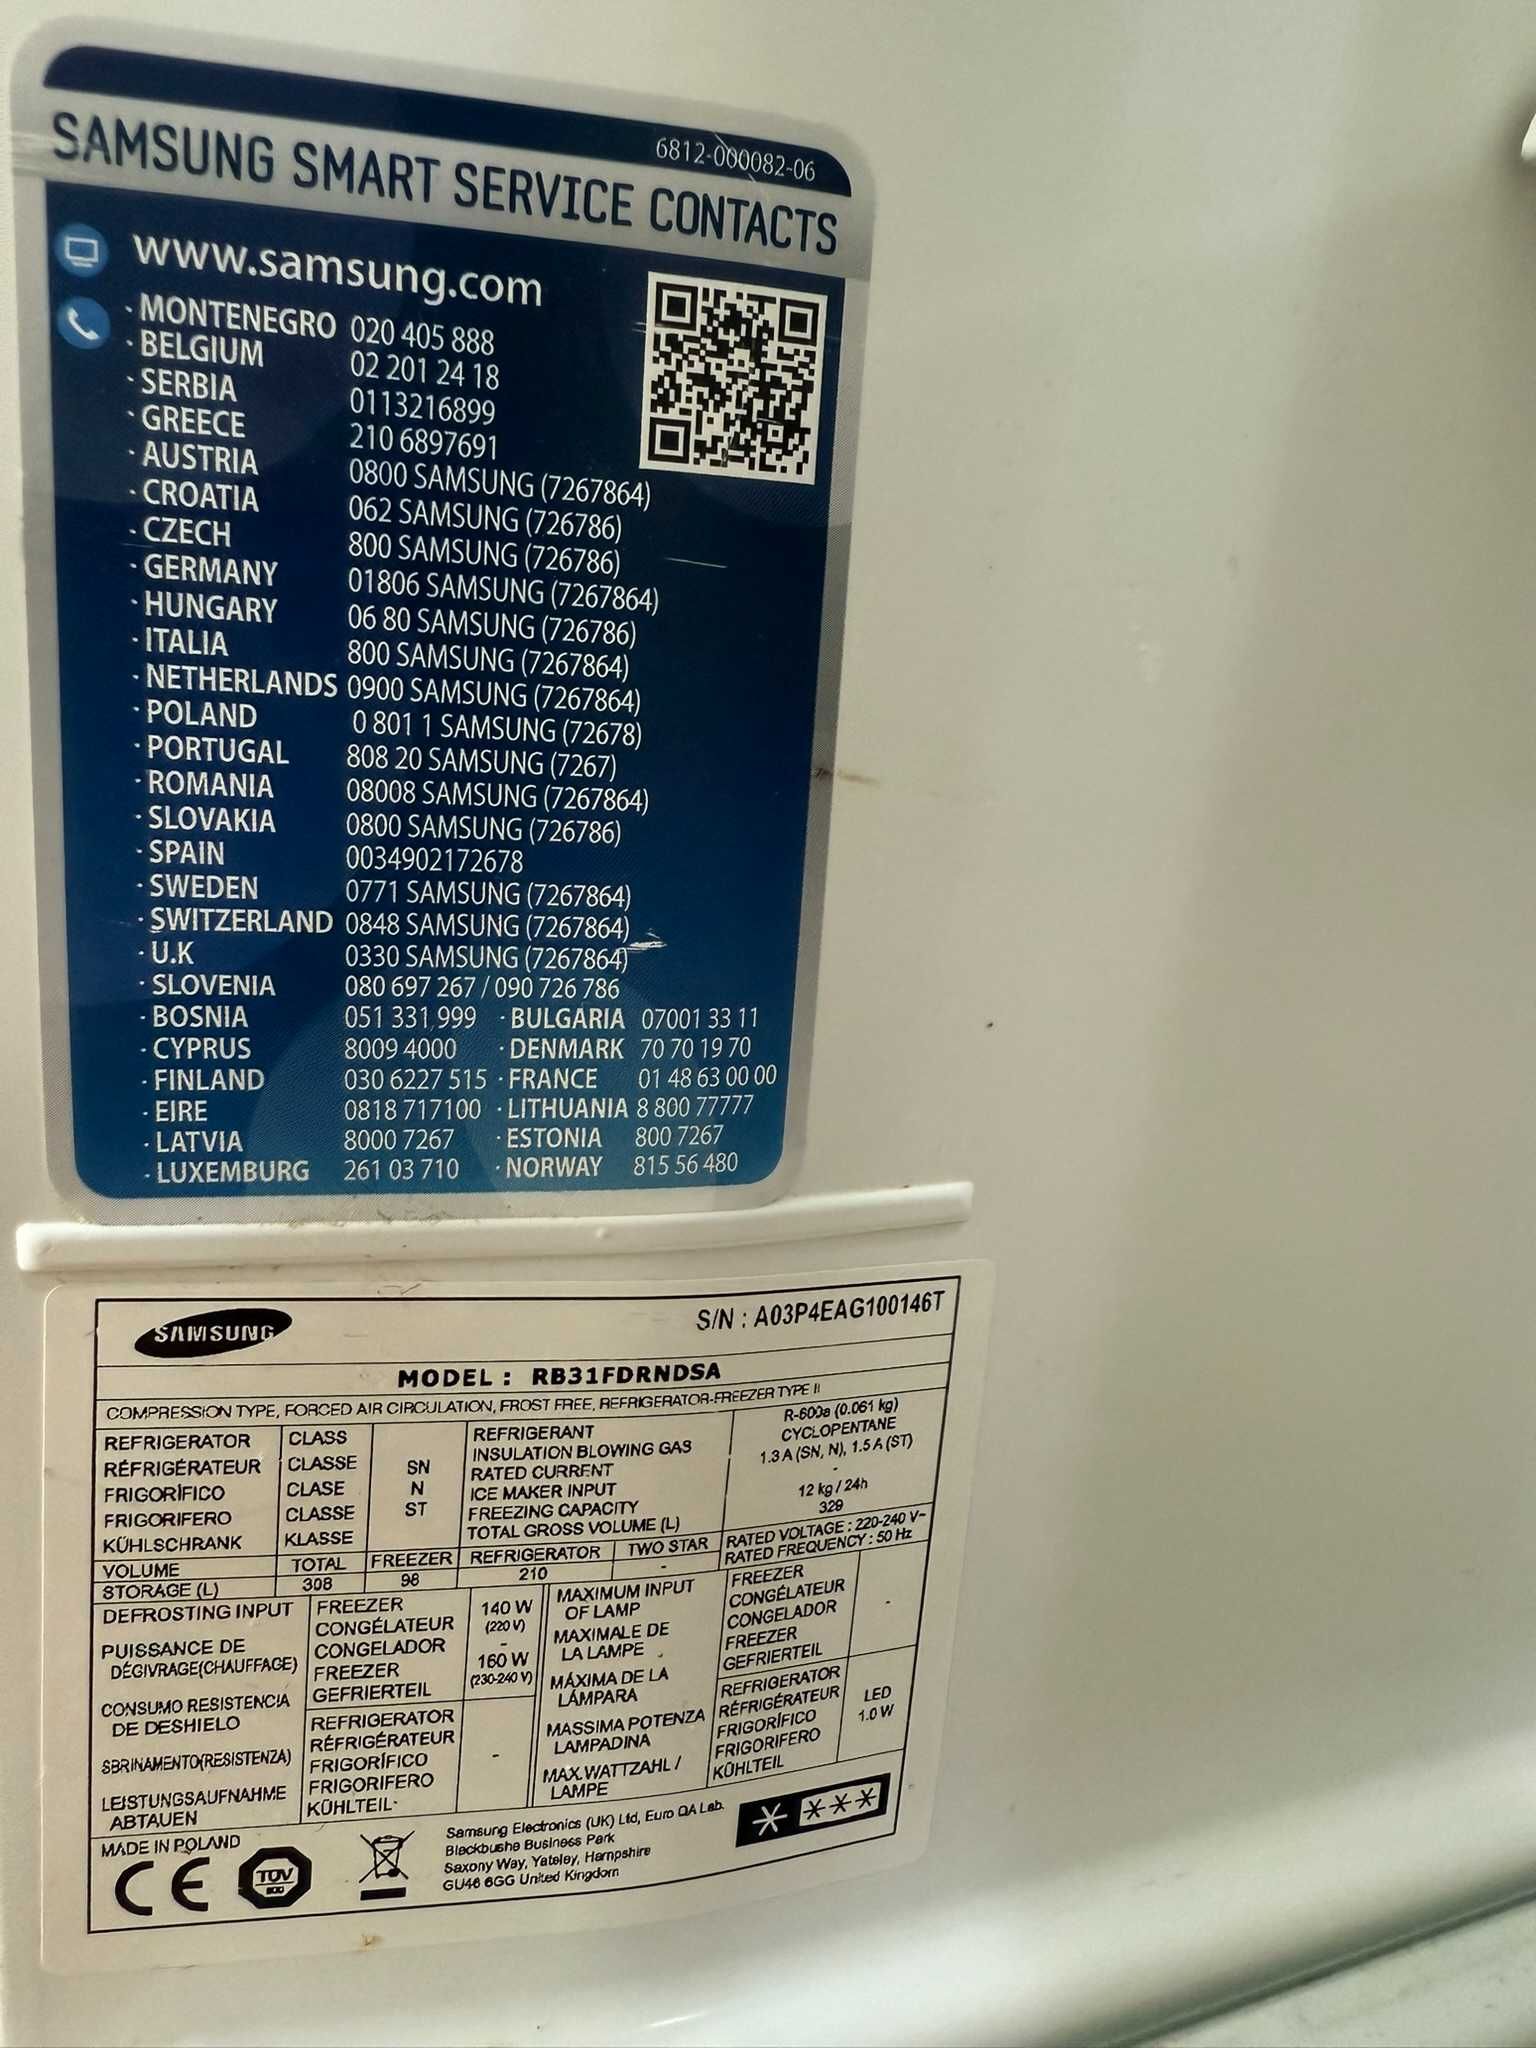 6812-000082-06
SAMSUNG SMART SERVICE CONTACTS
www.samsung.com
· MONTENEGRO 020 405 888
· BELGIUM 02 201 24 18
· SERBIA 0113216899
· GREECE 210 6897691
· AUSTRIA 0800 SAMSUNG (7267864)
· CROATIA 062 SAMSUNG (726786)
· CZECH 800 SAMSUNG (726786)
· GERMANY 01806 SAMSUNG (7267864)
· HUNGARY 06 80 SAMSUNG (726786)
· ITALIA 800 SAMSUNG (7267864)
· NETHERLANDS 0900 SAMSUNG (7267864)
· POLAND 0 801 1 SAMSUNG (72678)
· PORTUGAL 808 20 SAMSUNG (7267)
· ROMANIA 08008 SAMSUNG (7267864)
· SLOVAKIA 0800 SAMSUNG (726786)
· SPAIN 0034902172678
· SWEDEN 0771 SAMSUNG (7267864)
· SWITZERLAND 0848 SAMSUNG (7267864)
· U.K 0330 SAMSUNG (7267864)
· SLOVENIA 080 697 267 / 090 726 786
· BOSNIA 051 331 999 · BULGARIA 07001 33 11
· CYPRUS 8009 4000 · DENMARK 70 70 19 70
· FINLAND 030 6227 515 · FRANCE 01 48 63 00 00
· EIRE 0818 717100 · LITHUANIA 8 800 77777
· LATVIA 8000 7267 · ESTONIA 800 7267
· LUXEMBURG 261 03 710 · NORWAY 815 56 480
SAMSUNG S/N : A03P4EAG100146T
MODEL : RB31FDRNDSA
COMPRESSION TYPE, FORCED AIR CIRCULATION, FROST FREE, REFRIGERATOR-FREEZER TYPE II
REFRIGERATOR CLASS
RÉFRIGÉRATEUR CLASSE
FRIGORÍFICO CLASE
FRIGORIFERO CLASSE
KÜHLSCHRANK KLASSE
SN
N
ST
REFRIGERANT R-600a (0.061 kg)
INSULATION BLOWING GAS CYCLOPENTANE
RATED CURRENT 1.3 A (SN, N), 1.5 A (ST)
ICE MAKER INPUT -
FREEZING CAPACITY 12 kg / 24h
TOTAL GROSS VOLUME (L) 329
VOLUME TOTAL FREEZER REFRIGERATOR TWO STAR
STORAGE (L) 308 98 210 -
RATED VOLTAGE : 220-240 V~
RATED FREQUENCY : 50 Hz
DEFROSTING INPUT
PUISSANCE DE
DÉGIVRAGE(CHAUFFAGE)
CONSUMO RESISTENCIA
DE DESHIELO
SBRINAMENTO(RESISTENZA)
LEISTUNGSAUFNAHME
ABTAUEN
FREEZER
CONGÉLATEUR
CONGELADOR
FREEZER
GEFRIERTEIL
140 W
(220 V)
-
160 W
(230-240 V)
REFRIGERATOR
RÉFRIGÉRATEUR
FRIGORÍFICO
FRIGORIFERO
KÜHLTEIL
-
MAXIMUM INPUT
OF LAMP
MAXIMALE DE
LA LAMPE
MÁXIMA DE LA
LÁMPARA
MASSIMA POTENZA
LAMPADINA
MAX.WATTZAHL /
LAMPE
FREEZER
CONGÉLATEUR
CONGELADOR
FREEZER
GEFRIERTEIL
-
REFRIGERATOR
RÉFRIGÉRATEUR
FRIGORÍFICO
FRIGORIFERO
KÜHLTEIL
LED
1.0 W
MADE IN POLAND
CE
TÜV
Samsung Electronics (UK) Ltd, Euro QA Lab.
Blackbushe Business Park
Saxony Way, Yateley, Hampshire
GU46 6GG United Kingdom